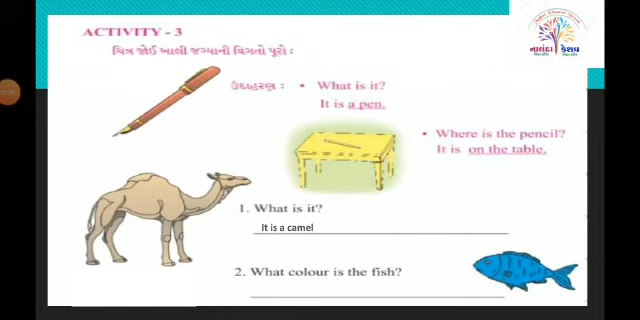 ACTIVITY - 3
ચિત્ર જોઈ ખાલી જગ્યાની વિગતો પૂરો :
ઉદાહરણ : • What is it?
It is a pen.
• Where is the pencil?
It is on the table.
1. What is it?
It is a camel
2. What colour is the fish?
નાલંદા કેશવ